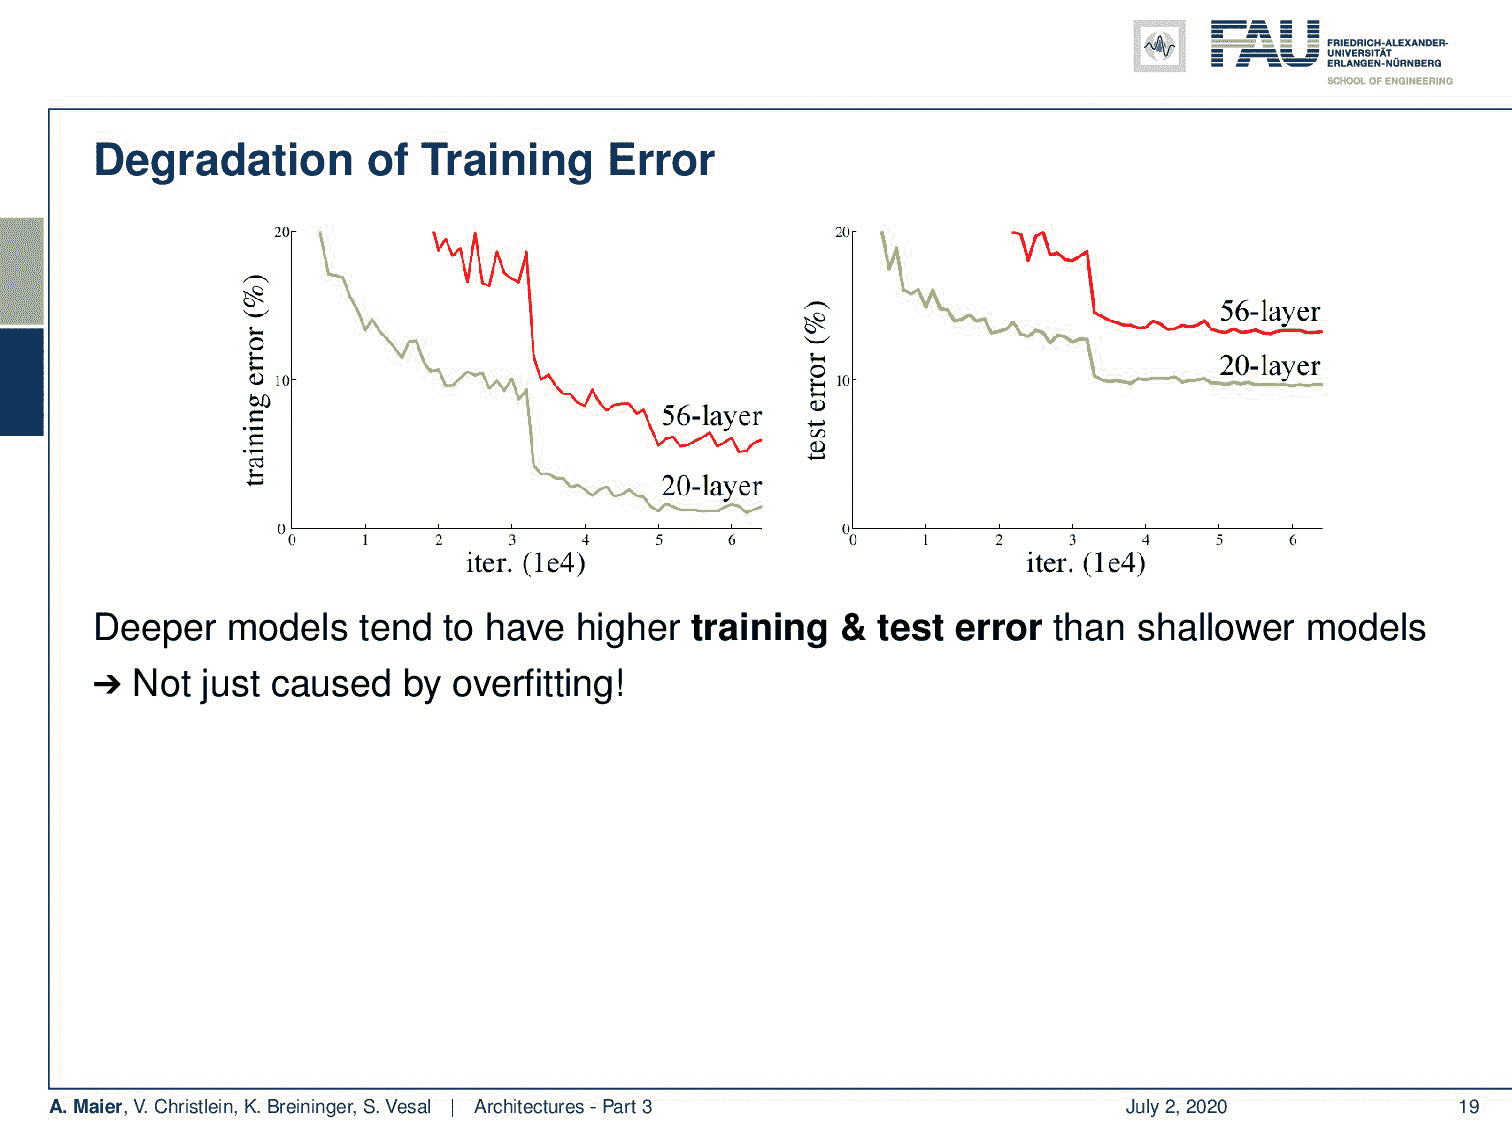 FAU
FRIEDRICH-ALEXANDER-
UNIVERSITÄT
ERLANGEN-NÜRNBERG
SCHOOL OF ENGINEERING
Degradation of Training Error
20
10
0
training error (%)
56-layer
20-layer
0 1 2 3 4 5 6
iter. (1e4)
20
10
0
test error (%)
56-layer
20-layer
0 1 2 3 4 5 6
iter. (1e4)
Deeper models tend to have higher training & test error than shallower models
➔ Not just caused by overfitting!
A. Maier, V. Christlein, K. Breininger, S. Vesal | Architectures - Part 3 July 2, 2020 19